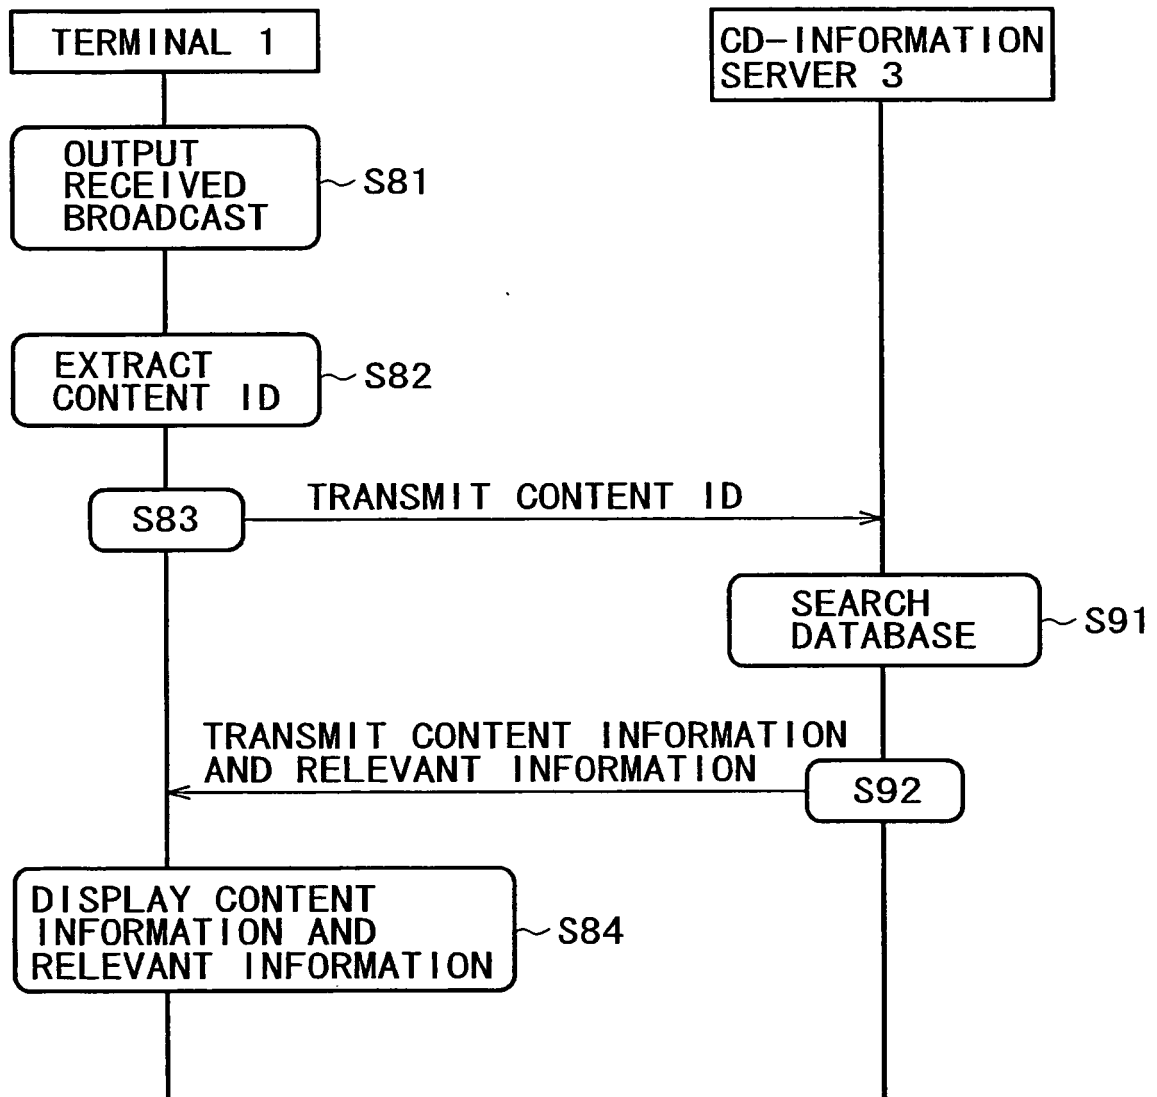 TERMINAL 1
CD-INFORMATION
SERVER 3
OUTPUT
RECEIVED
BROADCAST
S81
EXTRACT
CONTENT ID
S82
S83
TRANSMIT CONTENT ID
SEARCH
DATABASE
S91
TRANSMIT CONTENT INFORMATION
AND RELEVANT INFORMATION
S92
DISPLAY CONTENT
INFORMATION AND
RELEVANT INFORMATION
S84